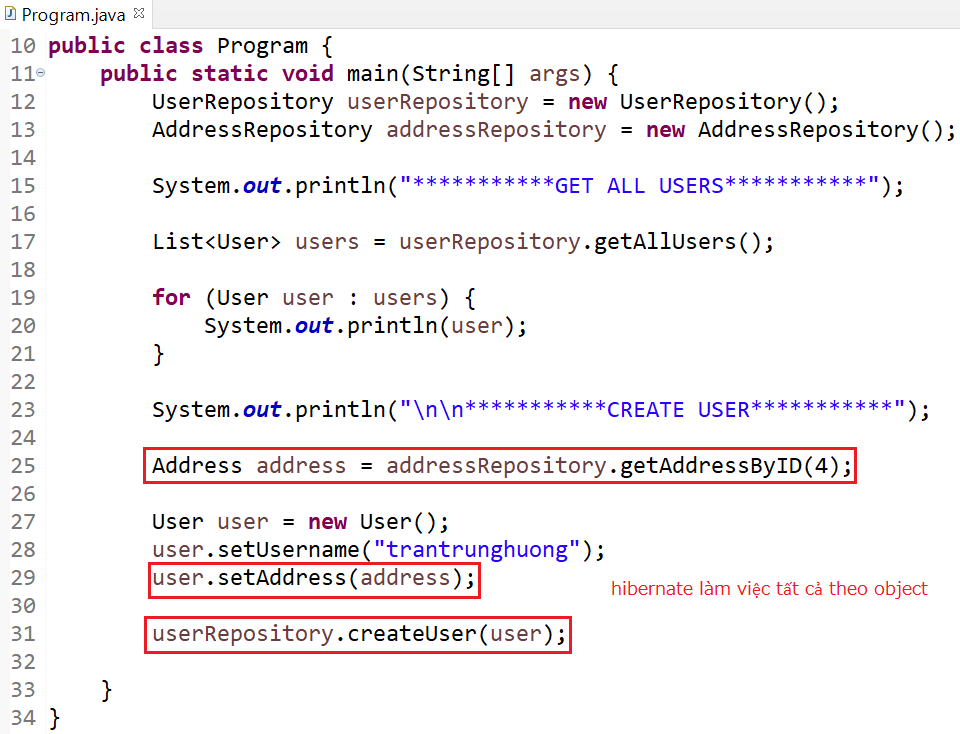 Program.java
10 public class Program {
11 public static void main(String[] args) {
12 UserRepository userRepository = new UserRepository();
13 AddressRepository addressRepository = new AddressRepository();
14
15 System.out.println("***********GET ALL USERS***********");
16
17 List<User> users = userRepository.getAllUsers();
18
19 for (User user : users) {
20 System.out.println(user);
21 }
22
23 System.out.println("\n\n***********CREATE USER***********");
24
25 Address address = addressRepository.getAddressByID(4);
26
27 User user = new User();
28 user.setUsername("trantrunghuong");
29 user.setAddress(address);
hibernate làm việc tất cả theo object
30
31 userRepository.createUser(user);
32
33 }
34 }